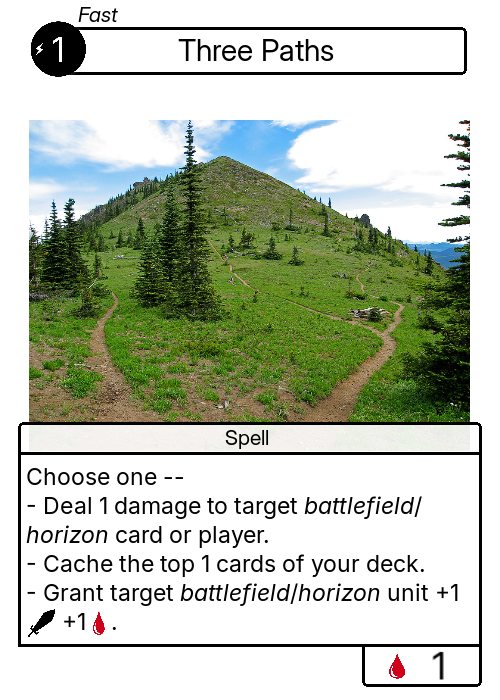 Fast
1 Three Paths
Spell
Choose one --
- Deal 1 damage to target battlefield/
horizon card or player.
- Cache the top 1 cards of your deck.
- Grant target battlefield/horizon unit +1
+1 .
1